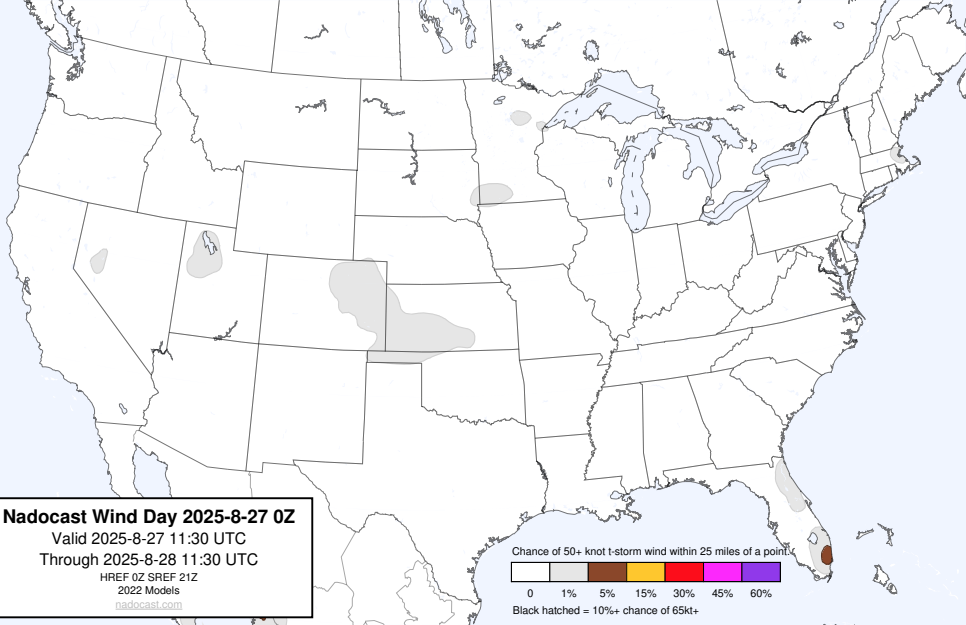 Nadocast Wind Day 2025-8-27 0Z
Valid 2025-8-27 11:30 UTC
Through 2025-8-28 11:30 UTC
HREF 0Z SREF 21Z
2022 Models
nadocast.com
Chance of 50+ knot t-storm wind within 25 miles of a point.
0 1% 5% 15% 30% 45% 60%
Black hatched = 10%+ chance of 65kt+